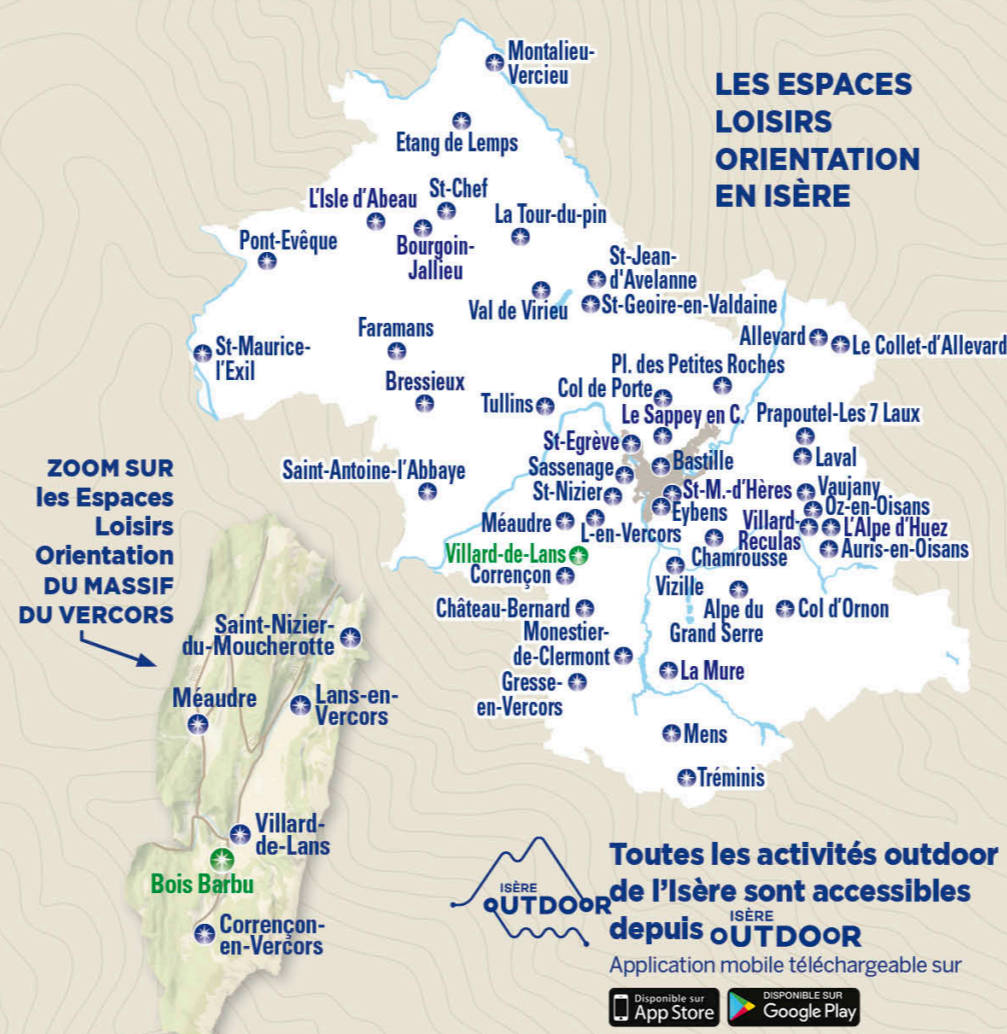 LES ESPACES
LOISIRS
ORIENTATION
EN ISÈRE
Montalieu-
Vercieu
Etang de Lemps
L'Isle d'Abeau
St-Chef
Bourgoin-
Jallieu
La Tour-du-pin
Pont-Evêque
St-Jean-
d'Avelanne
Val de Virieu
St-Geoire-en-Valdaine
St-Maurice-
l'Exil
Faramans
Bressieux
Allevard
Le Collet-d'Allevard
Pl. des Petites Roches
Col de Porte
Tullins
Le Sappey en C.
Prapoutel-Les 7 Laux
St-Egrève
Laval
Bastille
Sassenage
Saint-Antoine-l'Abbaye
St-Nizier
St-M.-d'Hères
Vaujany
Eybens
Oz-en-Oisans
Méaudre
L-en-Vercors
Villard-
Reculas
L'Alpe d'Huez
Auris-en-Oisans
Chamrousse
Villard-de-Lans
Corrençon
Vizille
Château-Bernard
Alpe du
Grand Serre
Col d'Ornon
Monestier-
de-Clermont
La Mure
Gresse-
en-Vercors
Mens
Tréminis
ZOOM SUR
les Espaces
Loisirs
Orientation
DU MASSIF
DU VERCORS
Saint-Nizier-
du-Moucherotte
Méaudre
Lans-en-
Vercors
Villard-
de-Lans
Bois Barbu
Corrençon-
en-Vercors
ISÈRE
OUTDOOR
Toutes les activités outdoor
de l'Isère sont accessibles
depuis ISÈRE OUTDOOR
Application mobile téléchargeable sur
Disponible sur
App Store
DISPONIBLE SUR
Google Play